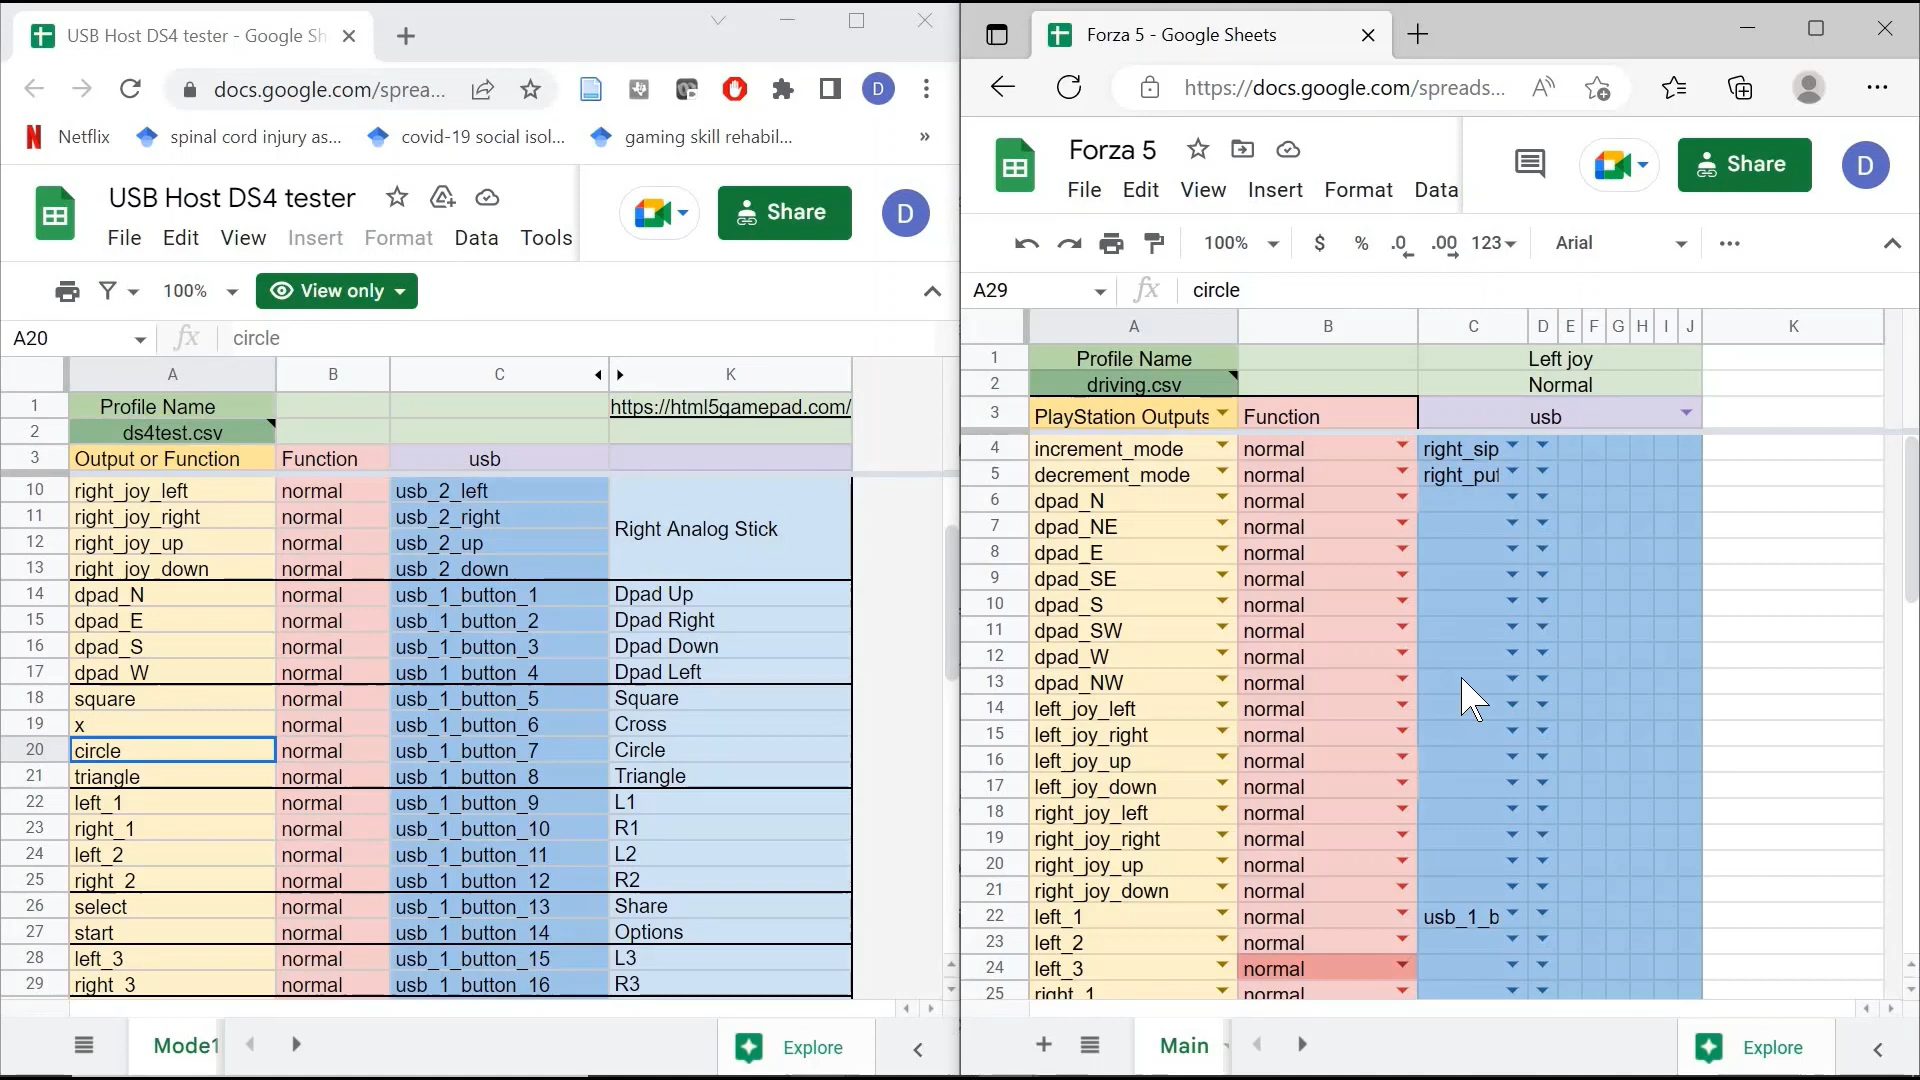 USB Host DS4 tester - Google Sh
docs.google.com/sprea...
D
Netflix
spinal cord injury as...
covid-19 social isol...
gaming skill rehabil...
»
USB Host DS4 tester
Share
D
File Edit View Insert Format Data Tools
100%
View only
A20
fx
circle
A B C K
1 Profile Name https://html5gamepad.com/
2 ds4test.csv
3 Output or Function Function usb
10 right_joy_left normal usb_2_left
11 right_joy_right normal usb_2_right
Right Analog Stick
12 right_joy_up normal usb_2_up
13 right_joy_down normal usb_2_down
14 dpad_N normal usb_1_button_1 Dpad Up
15 dpad_E normal usb_1_button_2 Dpad Right
16 dpad_S normal usb_1_button_3 Dpad Down
17 dpad_W normal usb_1_button_4 Dpad Left
18 square normal usb_1_button_5 Square
19 x normal usb_1_button_6 Cross
20 circle normal usb_1_button_7 Circle
21 triangle normal usb_1_button_8 Triangle
22 left_1 normal usb_1_button_9 L1
23 right_1 normal usb_1_button_10 R1
24 left_2 normal usb_1_button_11 L2
25 right_2 normal usb_1_button_12 R2
26 select normal usb_1_button_13 Share
27 start normal usb_1_button_14 Options
28 left_3 normal usb_1_button_15 L3
29 right_3 normal usb_1_button_16 R3
Mode1
Explore
Forza 5 - Google Sheets
https://docs.google.com/spreads...
Forza 5
Share
D
File Edit View Insert Format Data
100% $ % .0 .00 123 Arial
A29
fx
circle
A B C D E F G H I J K
1 Profile Name Left joy
2 driving.csv Normal
3 PlayStation Outputs Function usb
4 increment_mode normal right_sip
5 decrement_mode normal right_puf
6 dpad_N normal
7 dpad_NE normal
8 dpad_E normal
9 dpad_SE normal
10 dpad_S normal
11 dpad_SW normal
12 dpad_W normal
13 dpad_NW normal
14 left_joy_left normal
15 left_joy_right normal
16 left_joy_up normal
17 left_joy_down normal
18 right_joy_left normal
19 right_joy_right normal
20 right_joy_up normal
21 right_joy_down normal
22 left_1 normal usb_1_b
23 left_2 normal
24 left_3 normal
25 right_1 normal
Main
Explore